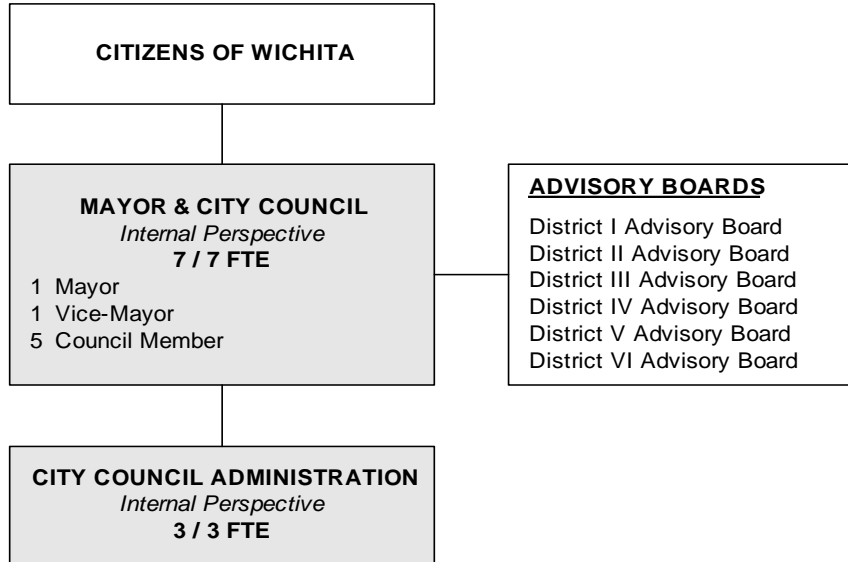 CITIZENS OF WICHITA
MAYOR & CITY COUNCIL
Internal Perspective
7 / 7 FTE
1 Mayor
1 Vice-Mayor
5 Council Member
ADVISORY BOARDS
District I Advisory Board
District II Advisory Board
District III Advisory Board
District IV Advisory Board
District V Advisory Board
District VI Advisory Board
CITY COUNCIL ADMINISTRATION
Internal Perspective
3 / 3 FTE